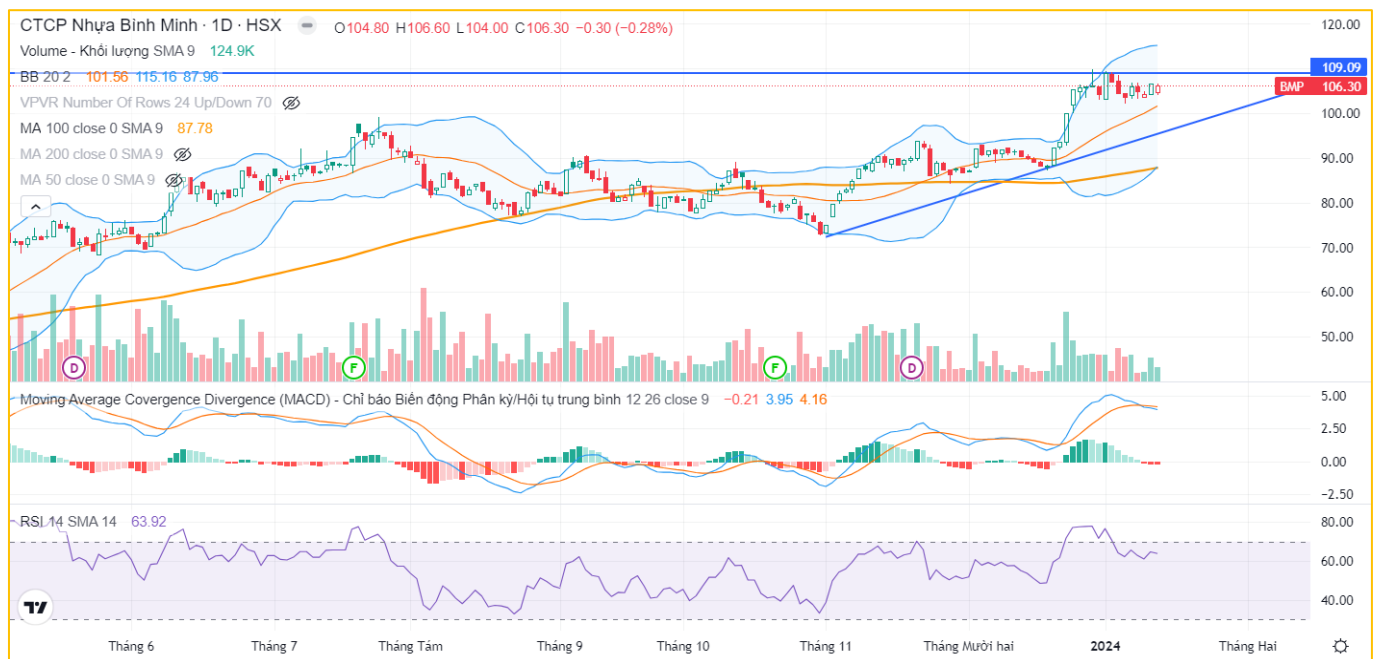 CTCP Nhựa Bình Minh · 1D · HSX O104.80 H106.60 L104.00 C106.30 −0.30 (−0.28%)
Volume - Khối lượng SMA 9 124.9K
BB 20 2 101.56 115.16 87.96
VPVR Number Of Rows 24 Up/Down 70
MA 100 close 0 SMA 9 87.78
MA 200 close 0 SMA 9
MA 50 close 0 SMA 9
120.00
109.09
BMP 106.30
100.00
90.00
80.00
70.00
60.00
50.00
D F F D
Moving Average Covergence Divergence (MACD) - Chỉ báo Biến động Phân kỳ/Hội tụ trung bình 12 26 close 9 −0.21 3.95 4.16
5.00
2.50
0.00
−2.50
RSI 14 SMA 14 63.92
80.00
60.00
40.00
Tháng 6 Tháng 7 Tháng Tám Tháng 9 Tháng 10 Tháng 11 Tháng Mười hai 2024 Tháng Hai